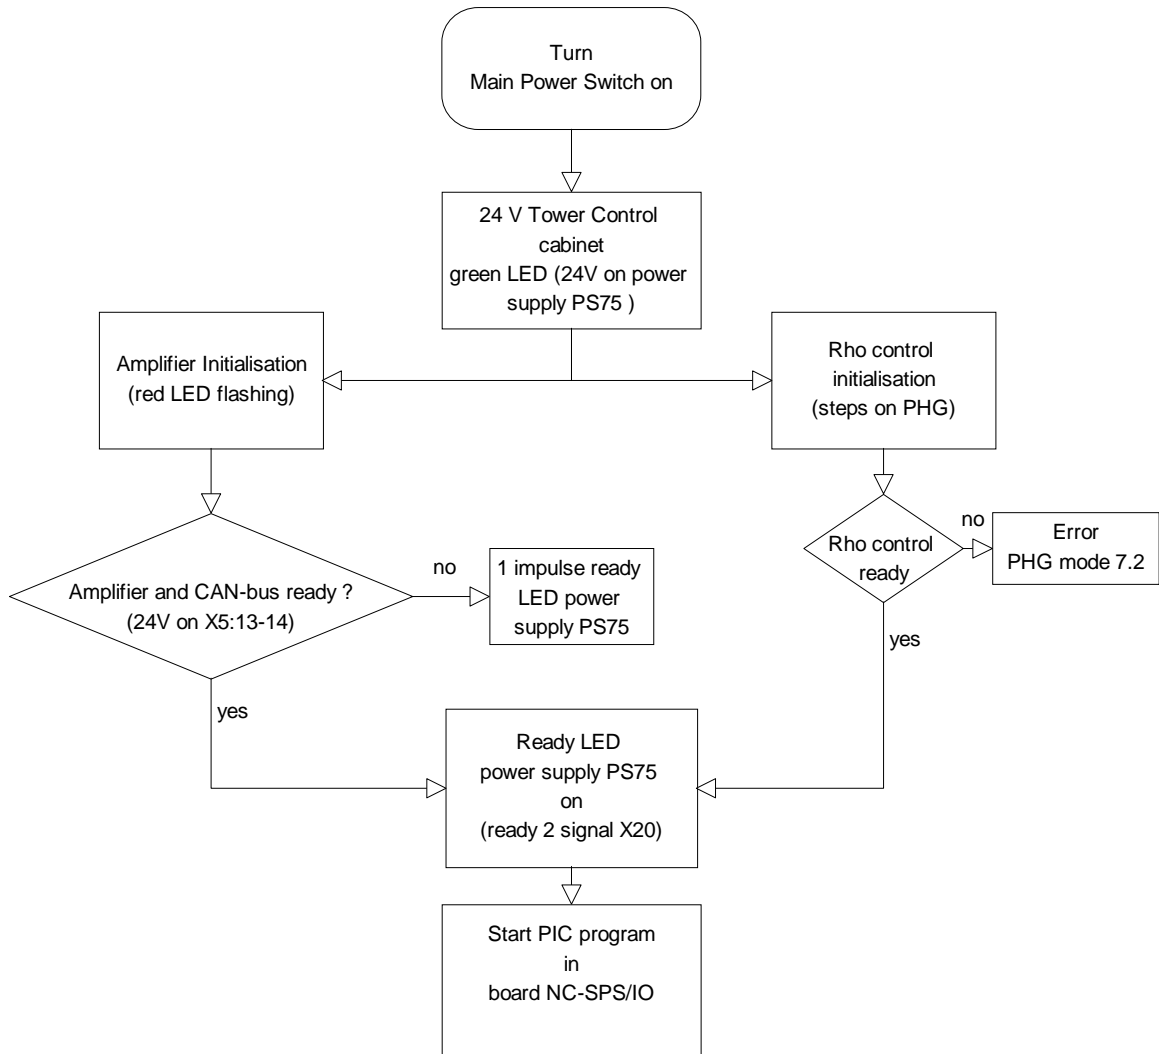 Turn
Main Power Switch on
24 V Tower Control
cabinet
green LED (24V on power
supply PS75 )
Amplifier Initialisation
(red LED flashing)
Rho control
initialisation
(steps on PHG)
Amplifier and CAN-bus ready ?
(24V on X5:13-14)
no
1 impulse ready
LED power
supply PS75
Rho control
ready
no
Error
PHG mode 7.2
yes
yes
Ready LED
power supply PS75
on
(ready 2 signal X20)
Start PIC program
in
board NC-SPS/IO